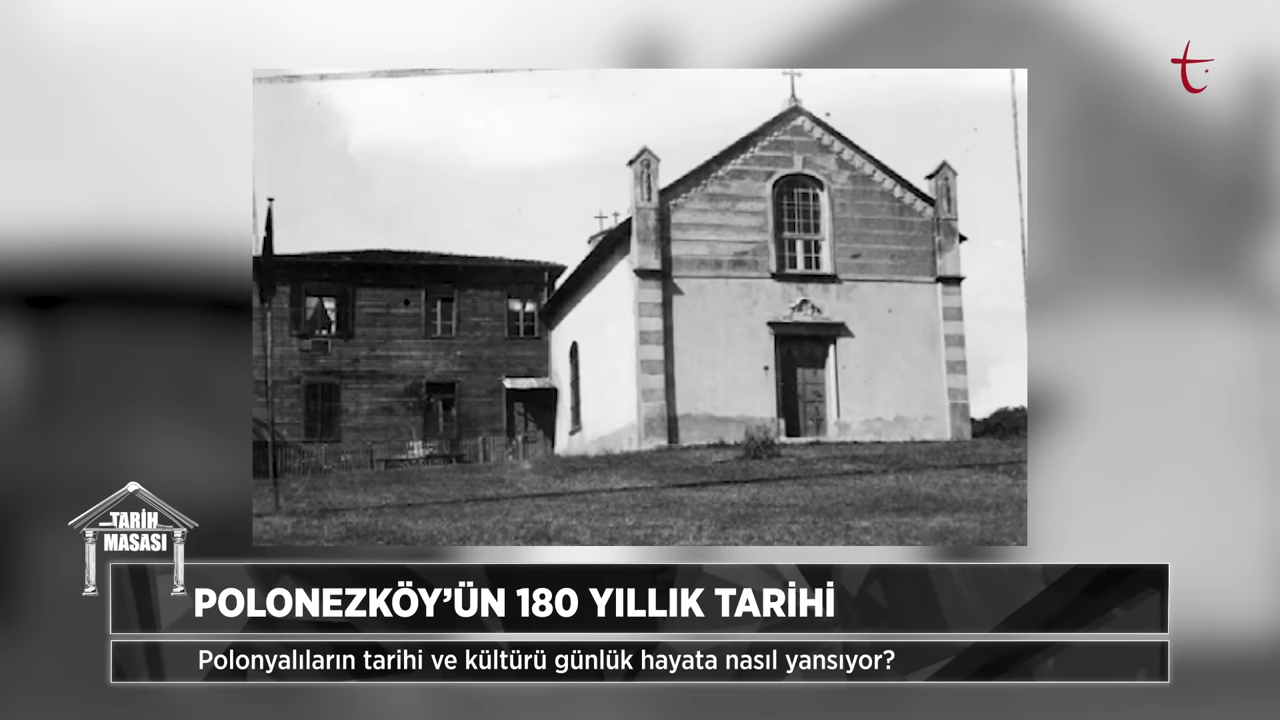 TARİH
MASASI
POLONEZKÖY'ÜN 180 YILLIK TARİHİ
Polonyalıların tarihi ve kültürü günlük hayata nasıl yansıyor?